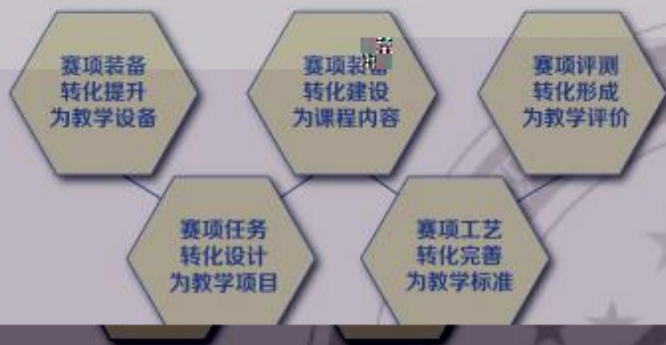 赛项装备
转化提升
为教学设备
赛项装
转化建设
为课程内容
赛项评测
转化形成
为教学评价
赛项任务
转化设计
为教学项目
赛项工艺
转化完善
为教学标准